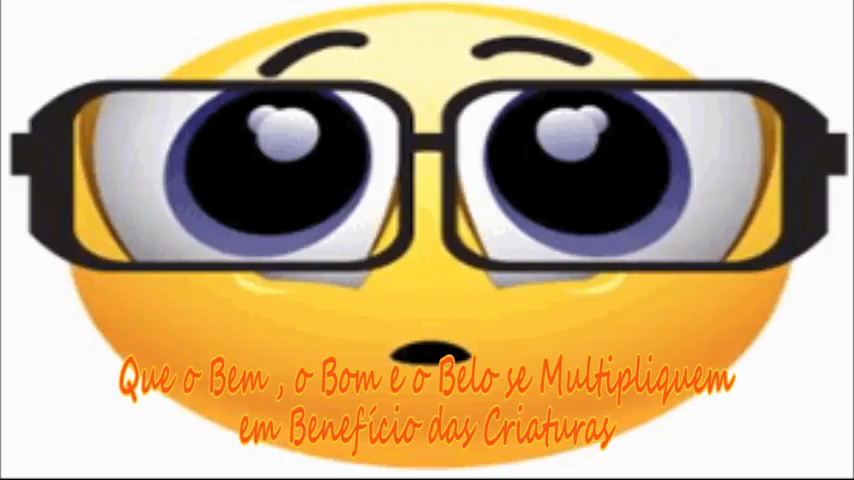 Que o Bem , o Bom e o Belo se Multipliquem
em Benefício das Criaturas